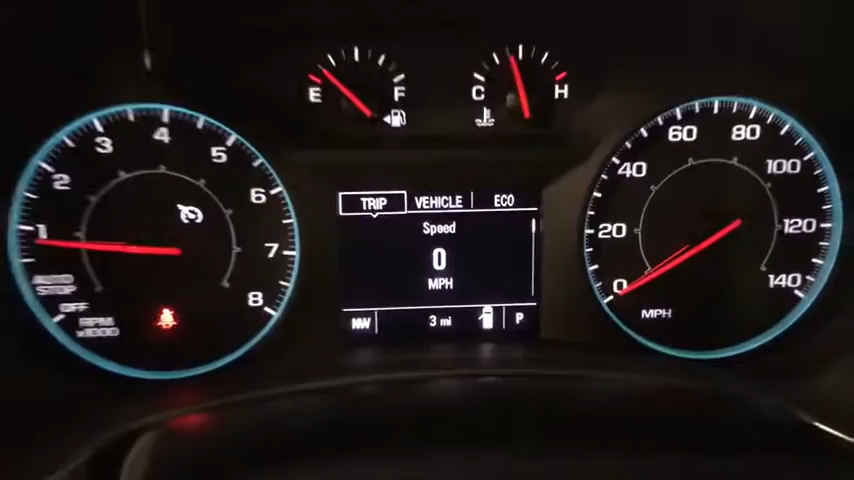 E F
C H
1 2 3 4 5 6 7 8
AUTO
STOP
OFF
RPM
x1000
TRIP VEHICLE ECO
Speed
0
MPH
NW 3 mi P
0 20 40 60 80 100 120 140
MPH